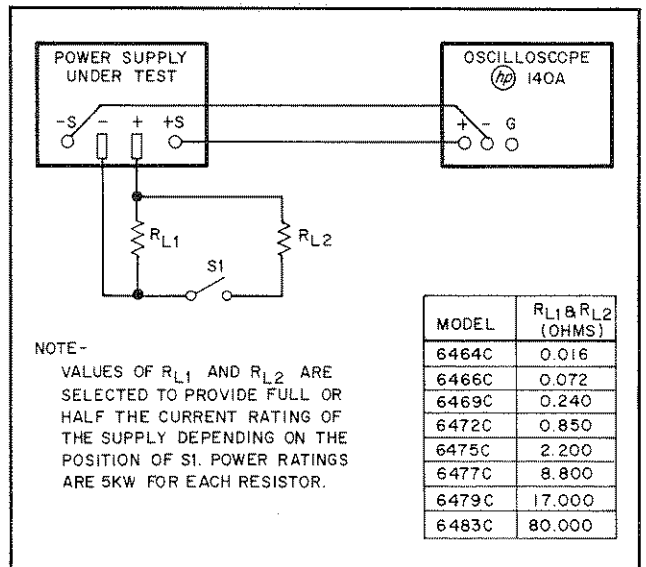 POWER SUPPLY
UNDER TEST
-S - + +S
OSCILLOSCOPE
hp 140A
+ - G
RL1
RL2
S1
NOTE-
VALUES OF RL1 AND RL2 ARE
SELECTED TO PROVIDE FULL OR
HALF THE CURRENT RATING OF
THE SUPPLY DEPENDING ON THE
POSITION OF S1. POWER RATINGS
ARE 5KW FOR EACH RESISTOR.
MODEL RL1&RL2 (OHMS)
6464C 0.016
6466C 0.072
6469C 0.240
6472C 0.850
6475C 2.200
6477C 8.800
6479C 17.000
6483C 80.000